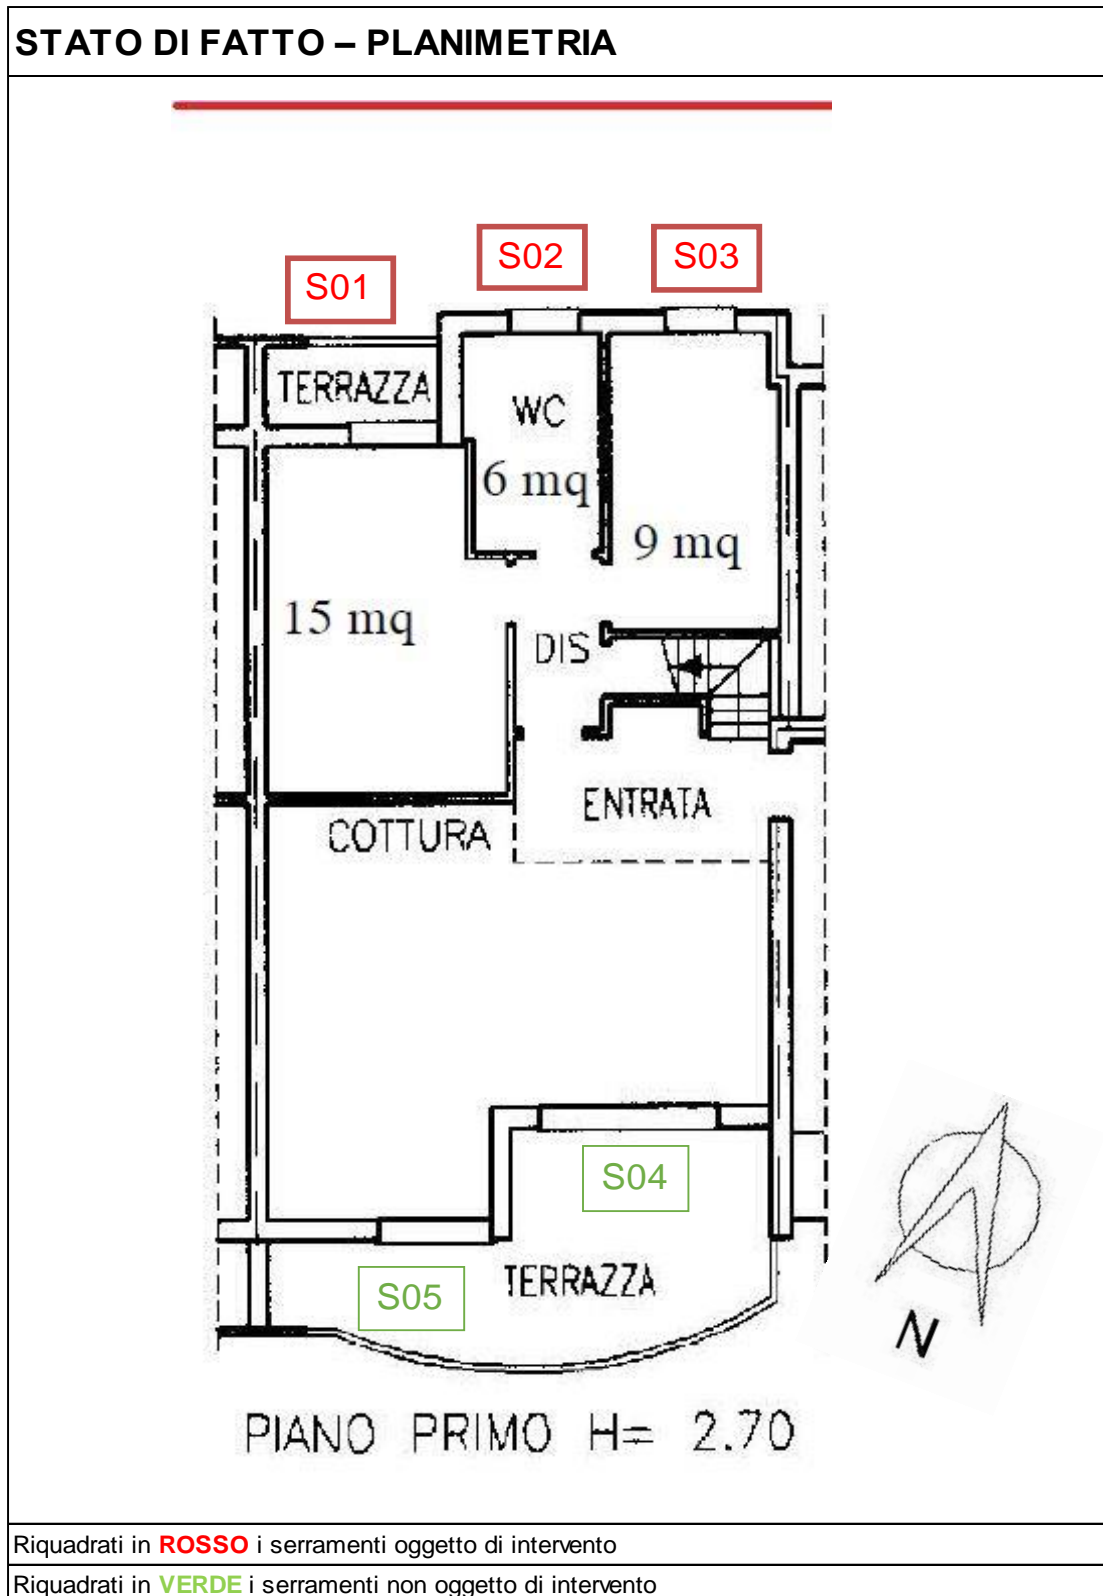 STATO DI FATTO – PLANIMETRIA
S01
S02
S03
TERRAZZA
WC
6 mq
9 mq
15 mq
DIS
ENTRATA
COTTURA
S04
S05
TERRAZZA
N
PIANO PRIMO H= 2.70
Riquadrati in ROSSO i serramenti oggetto di intervento
Riquadrati in VERDE i serramenti non oggetto di intervento